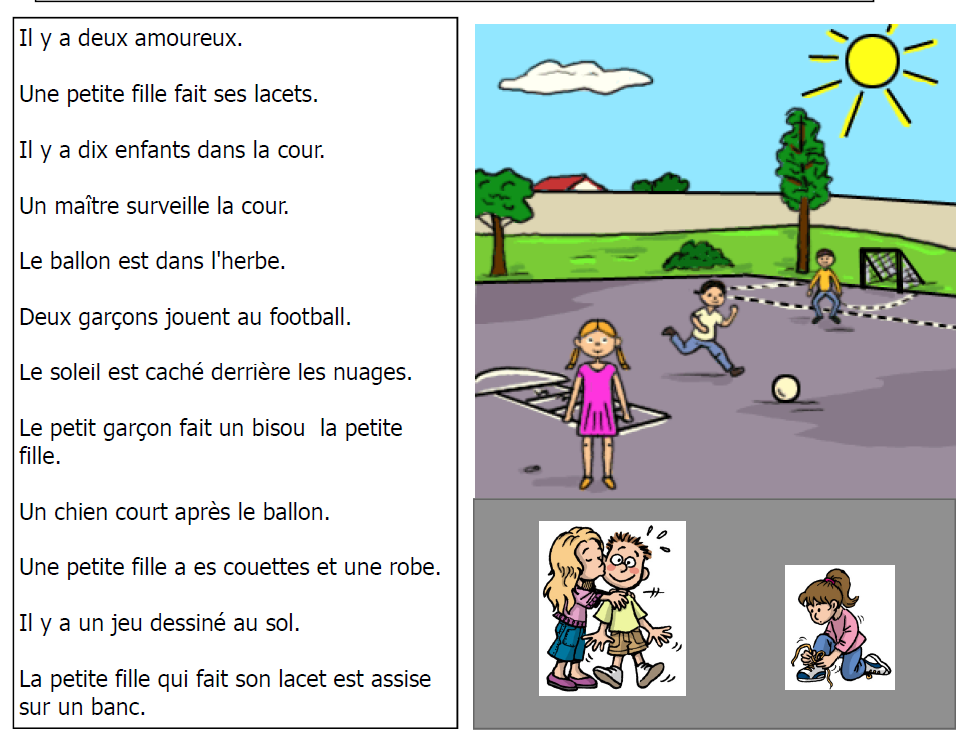 Il y a deux amoureux.
Une petite fille fait ses lacets.
Il y a dix enfants dans la cour.
Un maître surveille la cour.
Le ballon est dans l'herbe.
Deux garçons jouent au football.
Le soleil est caché derrière les nuages.
Le petit garçon fait un bisou  la petite
fille.
Un chien court après le ballon.
Une petite fille a es couettes et une robe.
Il y a un jeu dessiné au sol.
La petite fille qui fait son lacet est assise
sur un banc.